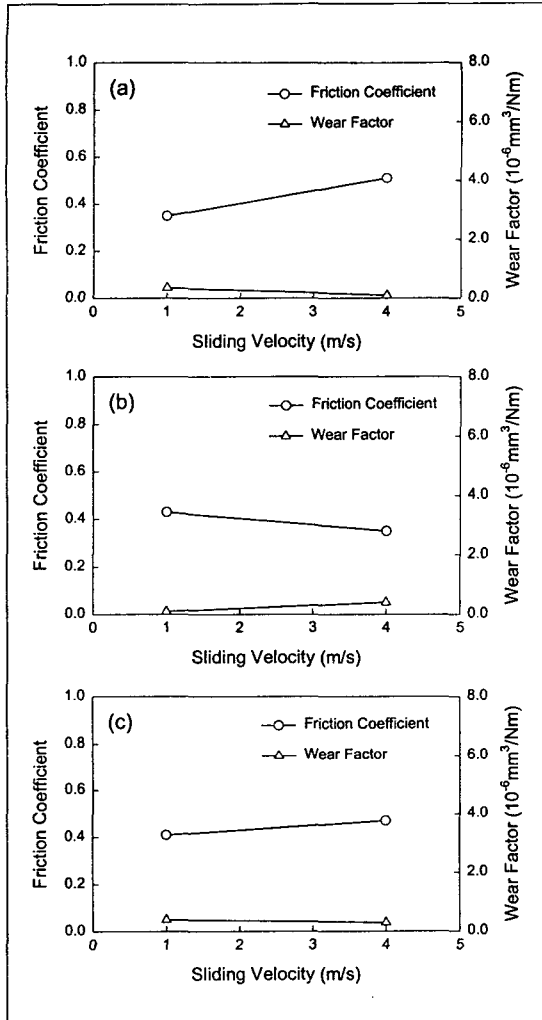 (a)
Friction Coefficient
Wear Factor
1.0
0.8
0.6
0.4
0.2
0.0
8.0
6.0
4.0
2.0
0.0
0 1 2 3 4 5
Friction Coefficient
Wear Factor (10⁻⁶mm³/Nm)
Sliding Velocity (m/s)
(b)
Friction Coefficient
Wear Factor
1.0
0.8
0.6
0.4
0.2
0.0
8.0
6.0
4.0
2.0
0.0
0 1 2 3 4 5
Friction Coefficient
Wear Factor (10⁻⁶mm³/Nm)
Sliding Velocity (m/s)
(c)
Friction Coefficient
Wear Factor
1.0
0.8
0.6
0.4
0.2
0.0
8.0
6.0
4.0
2.0
0.0
0 1 2 3 4 5
Friction Coefficient
Wear Factor (10⁻⁶mm³/Nm)
Sliding Velocity (m/s)